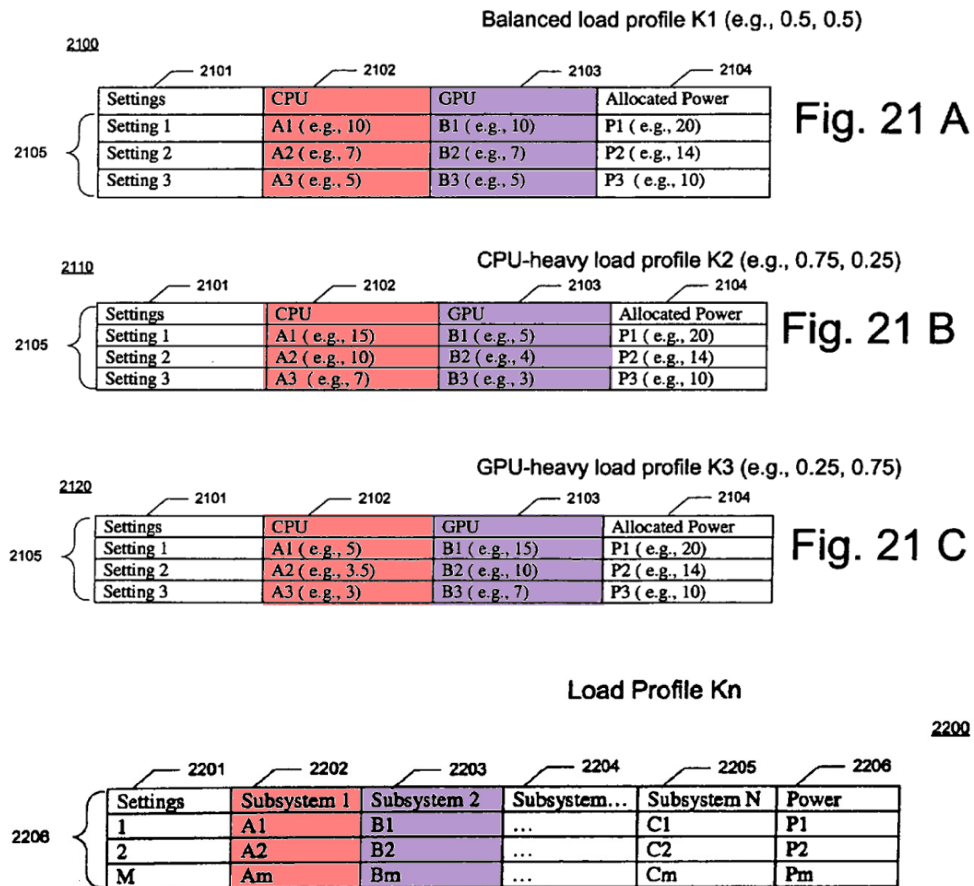 Balanced load profile K1 (e.g., 0.5, 0.5)
2100
2101 2102 2103 2104
Settings CPU GPU Allocated Power
Setting 1 A1 ( e.g., 10) B1 ( e.g., 10) P1 ( e.g., 20)
Setting 2 A2 ( e.g., 7) B2 ( e.g., 7) P2 ( e.g., 14)
Setting 3 A3 ( e.g., 5) B3 ( e.g., 5) P3 ( e.g., 10)
2105
Fig. 21 A
CPU-heavy load profile K2 (e.g., 0.75, 0.25)
2110
2101 2102 2103 2104
Settings CPU GPU Allocated Power
Setting 1 A1 ( e.g., 15) B1 ( e.g., 5) P1 ( e.g., 20)
Setting 2 A2 ( e.g., 10) B2 ( e.g., 4) P2 ( e.g., 14)
Setting 3 A3 ( e.g., 7) B3 ( e.g., 3) P3 ( e.g., 10)
2105
Fig. 21 B
GPU-heavy load profile K3 (e.g., 0.25, 0.75)
2120
2101 2102 2103 2104
Settings CPU GPU Allocated Power
Setting 1 A1 ( e.g., 5) B1 ( e.g., 15) P1 ( e.g., 20)
Setting 2 A2 ( e.g., 3.5) B2 ( e.g., 10) P2 ( e.g., 14)
Setting 3 A3 ( e.g., 3) B3 ( e.g., 7) P3 ( e.g., 10)
2105
Fig. 21 C
Load Profile Kn
2200
2201 2202 2203 2204 2205 2206
Settings Subsystem 1 Subsystem 2 Subsystem... Subsystem N Power
1 A1 B1 ... C1 P1
2 A2 B2 ... C2 P2
M Am Bm ... Cm Pm
2208